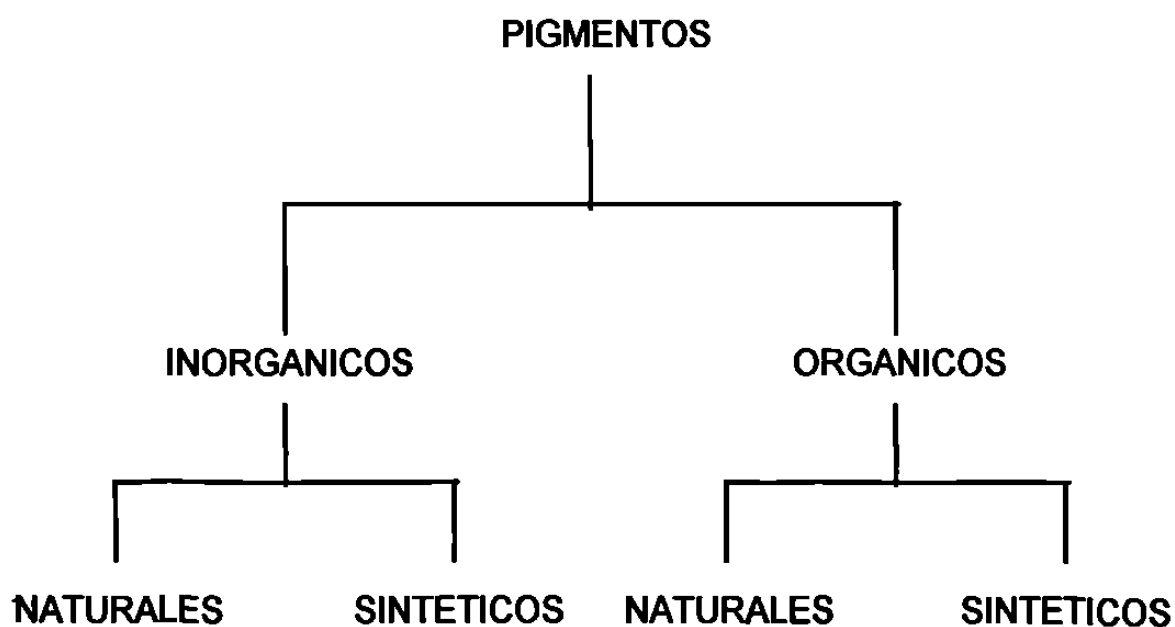 PIGMENTOS
INORGANICOS ORGANICOS
NATURALES SINTETICOS NATURALES SINTETICOS